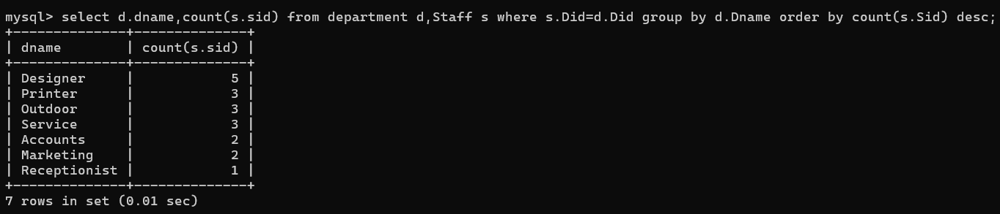 mysql> select d.dname,count(s.sid) from department d,Staff s where s.Did=d.Did group by d.Dname order by count(s.Sid) desc;
+--------------+--------------+
| dname        | count(s.sid) |
+--------------+--------------+
| Designer     |            5 |
| Printer      |            3 |
| Outdoor      |            3 |
| Service      |            3 |
| Accounts     |            2 |
| Marketing    |            2 |
| Receptionist |            1 |
+--------------+--------------+
7 rows in set (0.01 sec)